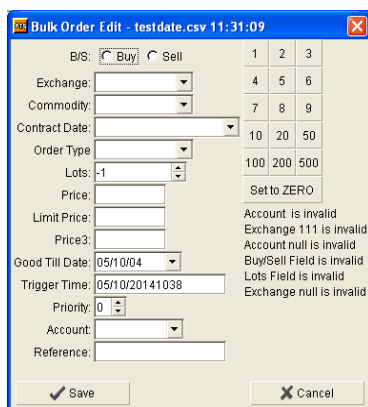 Bulk Order Edit - testdate.csv 11:31:09
B/S: Buy Sell
Exchange:
Commodity:
Contract Date:
Order Type
Lots: -1
Price:
Limit Price:
Price3:
Good Till Date: 05/10/04
Trigger Time: 05/10/20141038
Priority: 0
Account:
Reference:
1 2 3
4 5 6
7 8 9
10 20 50
100 200 500
Set to ZERO
Account is invalid
Exchange 111 is invalid
Account null is invalid
Buy/Sell Field is invalid
Lots Field is invalid
Exchange null is invalid
Save Cancel